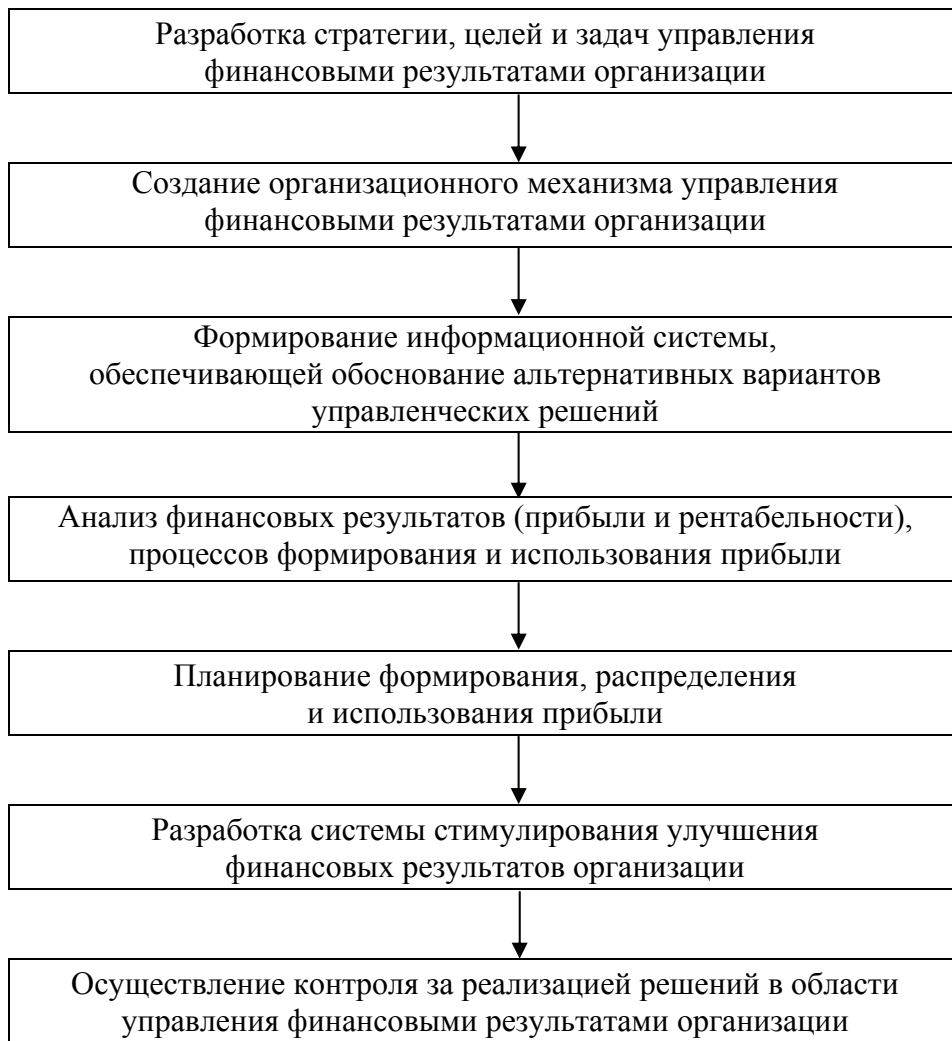 Разработка стратегии, целей и задач управления
финансовыми результатами организации
Создание организационного механизма управления
финансовыми результатами организации
Формирование информационной системы,
обеспечивающей обоснование альтернативных вариантов
управленческих решений
Анализ финансовых результатов (прибыли и рентабельности),
процессов формирования и использования прибыли
Планирование формирования, распределения
и использования прибыли
Разработка системы стимулирования улучшения
финансовых результатов организации
Осуществление контроля за реализацией решений в области
управления финансовыми результатами организации